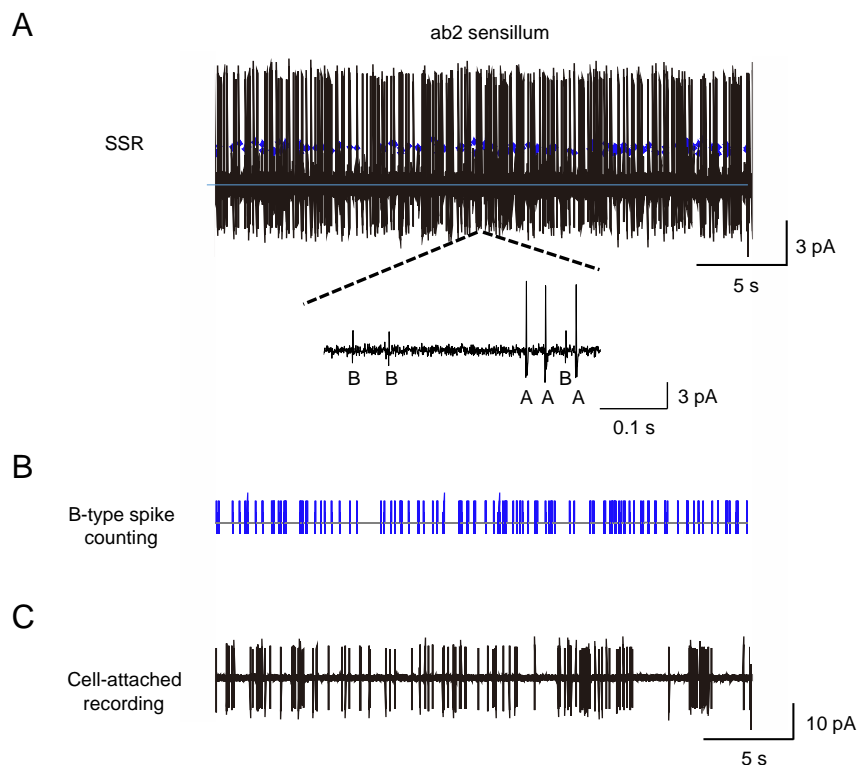 A
ab2 sensillum
SSR
3 pA
5 s
B B B
A A A
3 pA
0.1 s
B
B-type spike
counting
C
Cell-attached
recording
10 pA
5 s